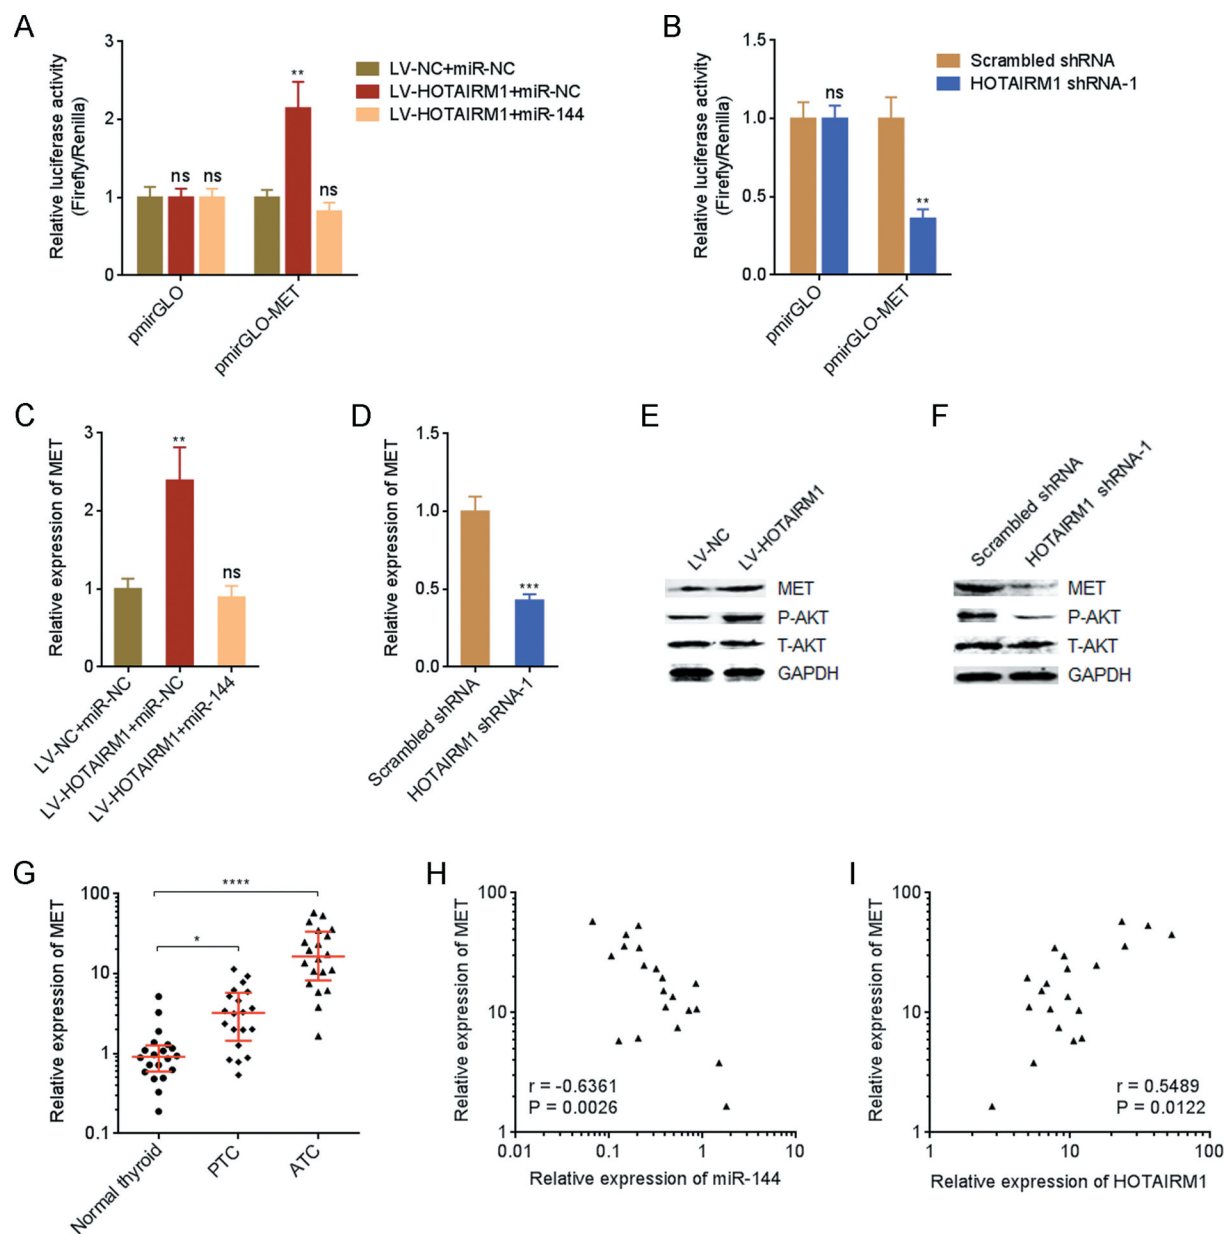 A
Relative luciferase activity
(Firefly/Renilla)
3
2
1
0
**
ns
ns
ns
LV-NC+miR-NC
LV-HOTAIRM1+miR-NC
LV-HOTAIRM1+miR-144
pmirGLO
pmirGLO-MET
B
Relative luciferase activity
(Firefly/Renilla)
1.5
1.0
0.5
0.0
ns
**
Scrambled shRNA
HOTAIRM1 shRNA-1
pmirGLO
pmirGLO-MET
C
Relative expression of MET
3
2
1
0
**
ns
LV-NC+miR-NC
LV-HOTAIRM1+miR-NC
LV-HOTAIRM1+miR-144
D
Relative expression of MET
1.5
1.0
0.5
0.0
***
Scrambled shRNA
HOTAIRM1 shRNA-1
E
LV-NC
LV-HOTAIRM1
MET
P-AKT
T-AKT
GAPDH
F
Scrambled shRNA
HOTAIRM1 shRNA-1
MET
P-AKT
T-AKT
GAPDH
G
Relative expression of MET
100
10
1
0.1
****
*
Normal thyroid
PTC
ATC
H
Relative expression of MET
100
10
1
r = -0.6361
P = 0.0026
0.01
0.1
1
10
Relative expression of miR-144
I
Relative expression of MET
100
10
1
r = 0.5489
P = 0.0122
1
10
100
Relative expression of HOTAIRM1